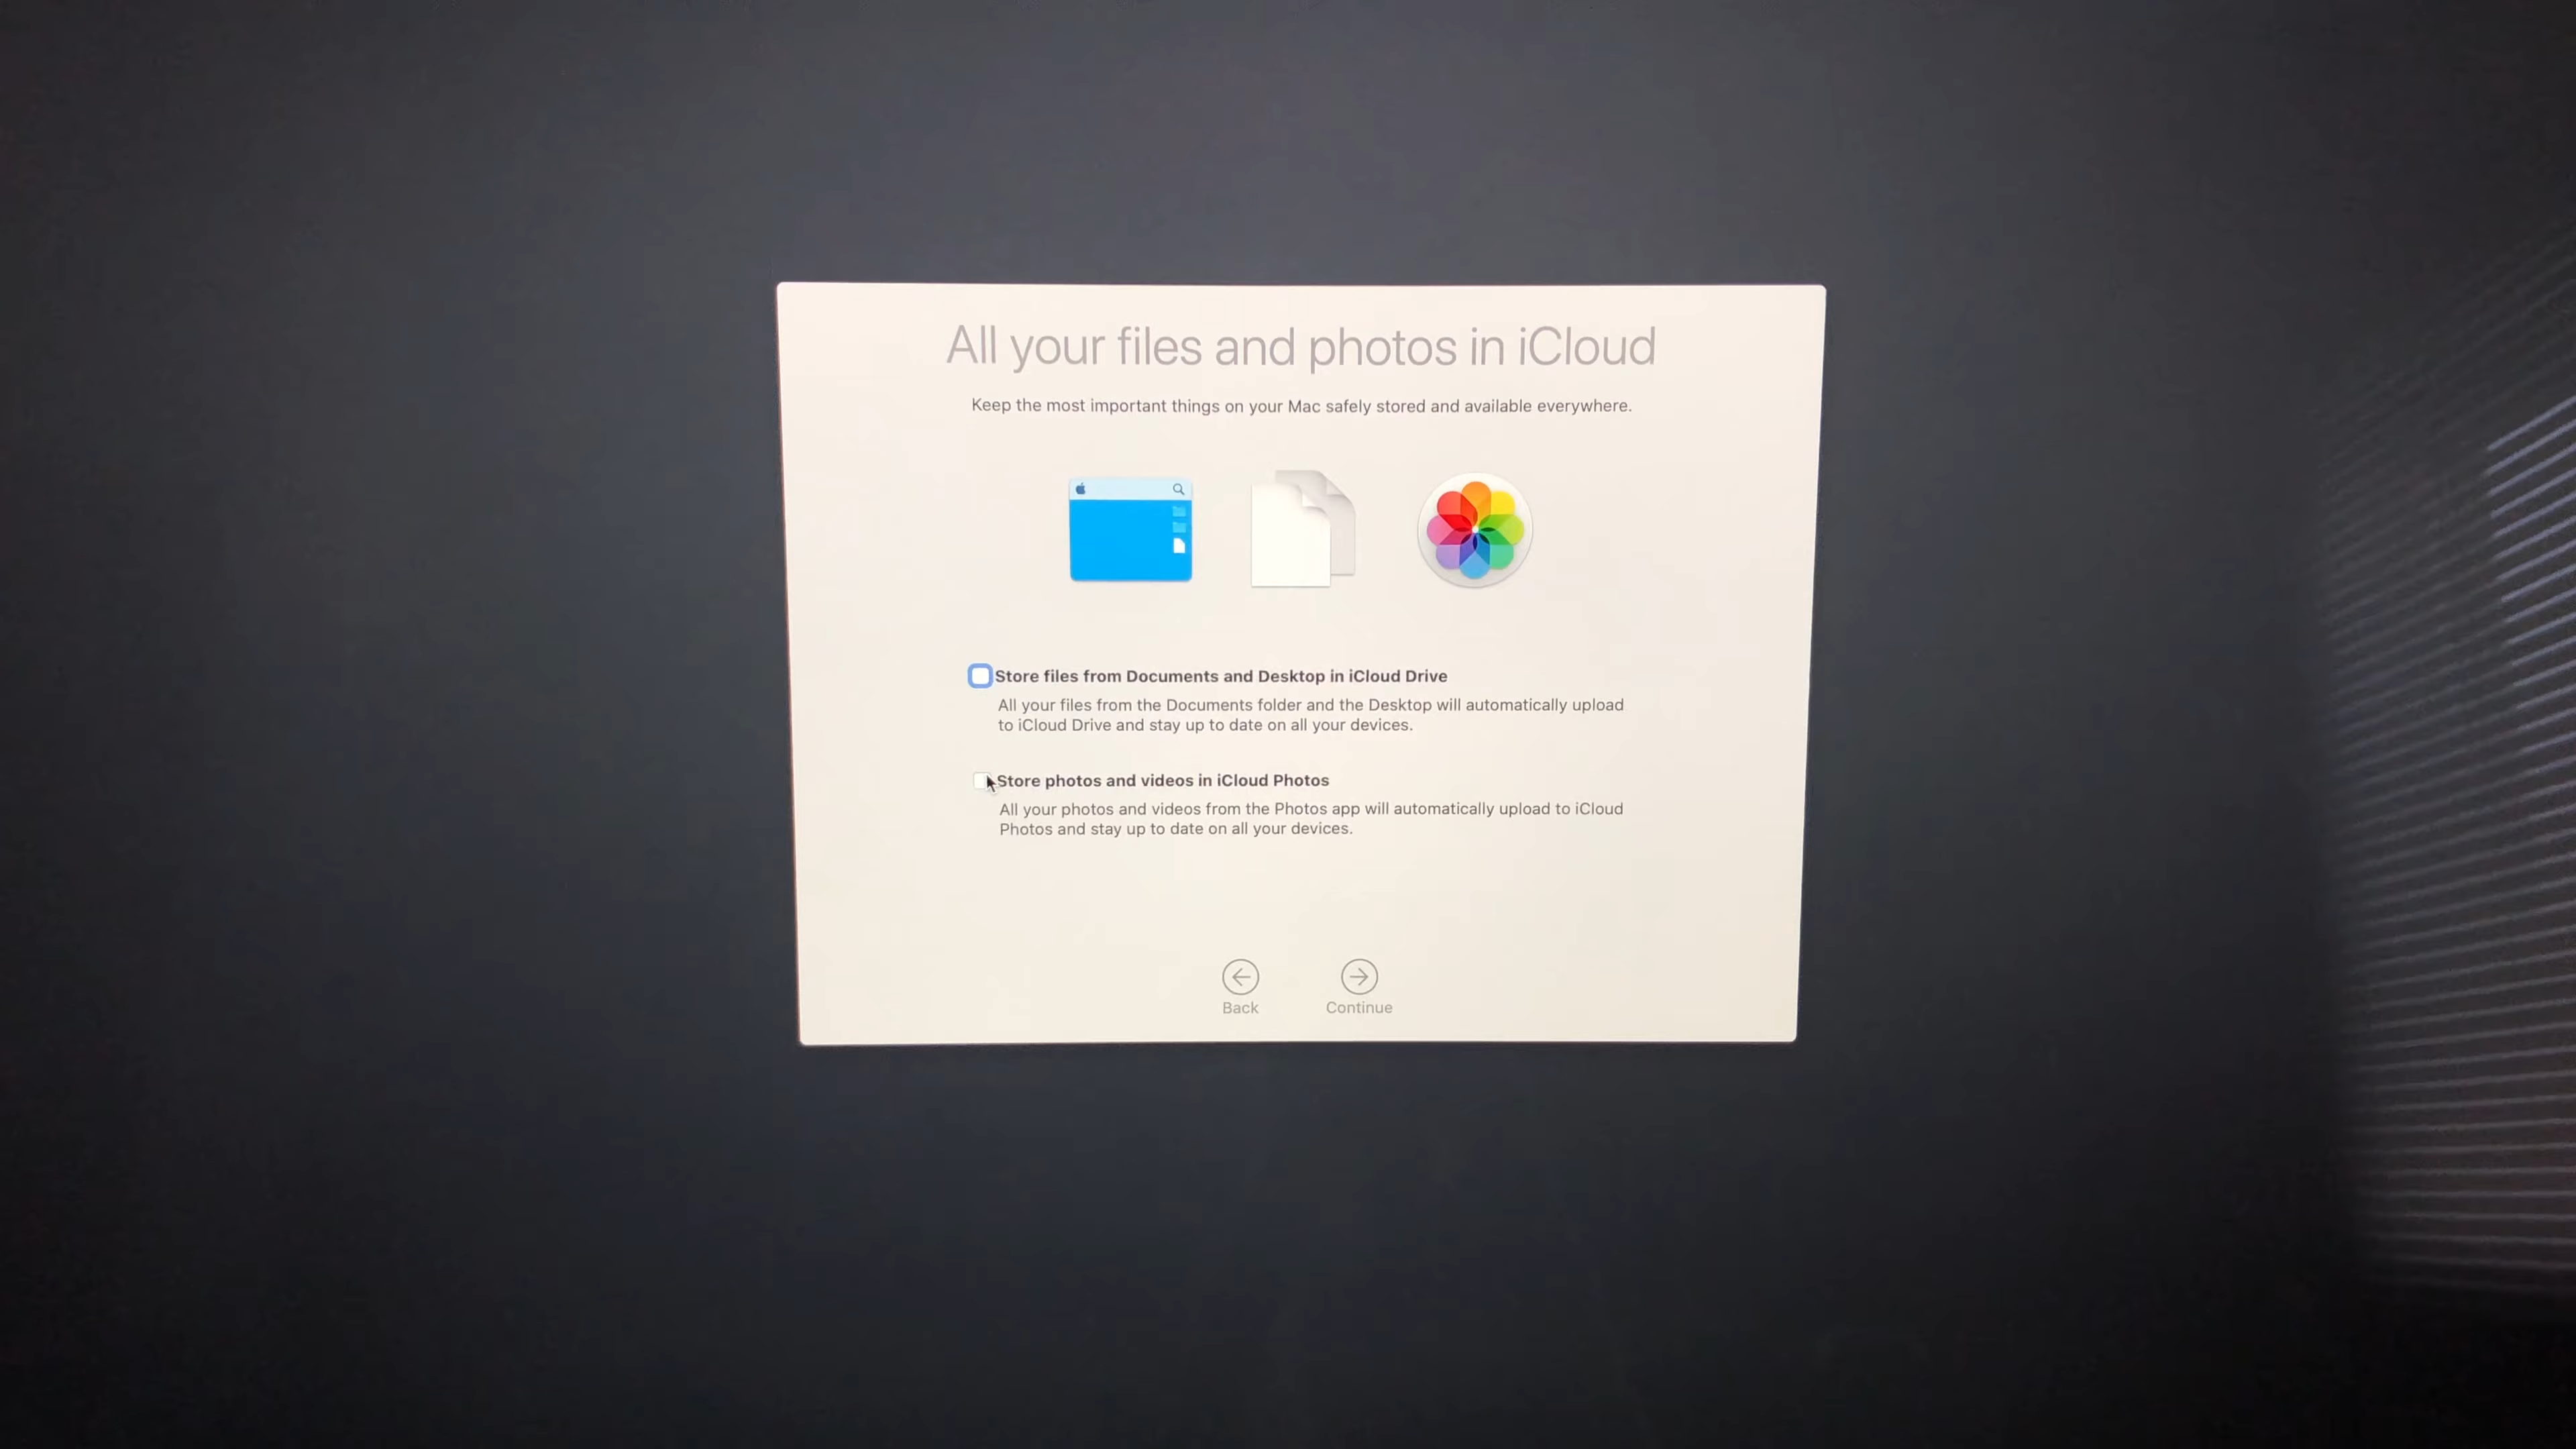 All your files and photos in iCloud
Keep the most important things on your Mac safely stored and available everywhere.
Store files from Documents and Desktop in iCloud Drive
All your files from the Documents folder and the Desktop will automatically upload
to iCloud Drive and stay up to date on all your devices.
Store photos and videos in iCloud Photos
All your photos and videos from the Photos app will automatically upload to iCloud
Photos and stay up to date on all your devices.
Back
Continue